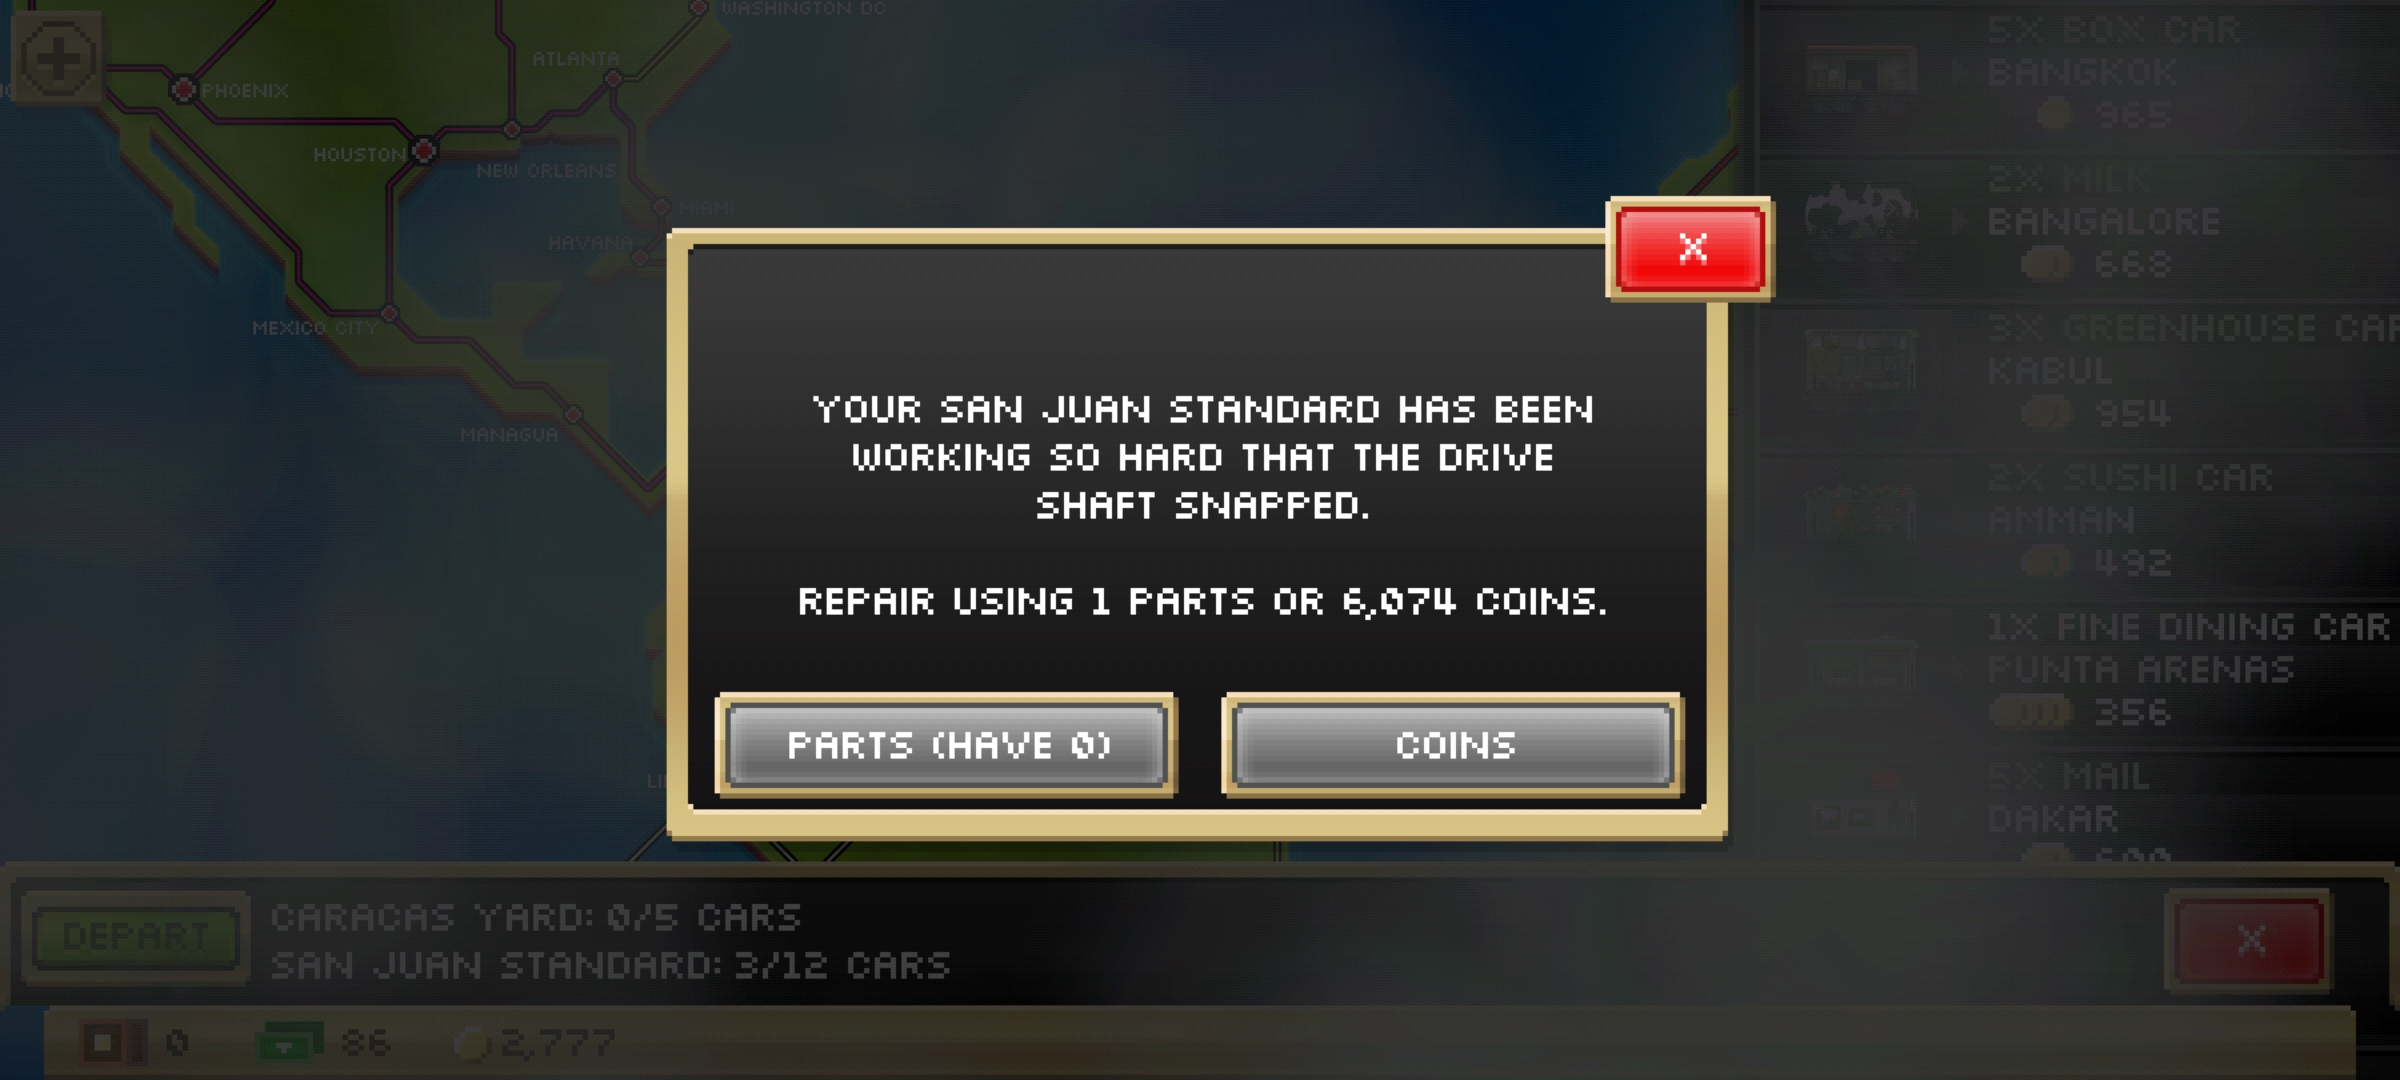 WASHINGTON DC
ATLANTA
PHOENIX
HOUSTON
NEW ORLEANS
MIAMI
HAVANA
MEXICO CITY
MANAGUA
5X BOX CAR
BANGKOK
965
2X MILK
BANGALORE
668
3X GREENHOUSE CAR
KABUL
954
2X SUSHI CAR
AMMAN
492
1X FINE DINING CAR
PUNTA ARENAS
356
5X MAIL
DAKAR
600
X
YOUR SAN JUAN STANDARD HAS BEEN
WORKING SO HARD THAT THE DRIVE
SHAFT SNAPPED.
REPAIR USING 1 PARTS OR 6,074 COINS.
PARTS (HAVE 0)
COINS
DEPART
CARACAS YARD: 0/5 CARS
SAN JUAN STANDARD: 3/12 CARS
X
0
86
2,777